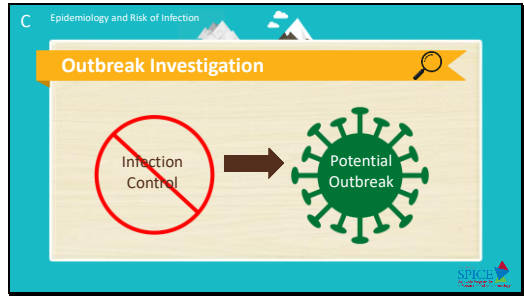 C
Epidemiology and Risk of Infection
Outbreak Investigation
Infection
Control
Potential
Outbreak
SPICE